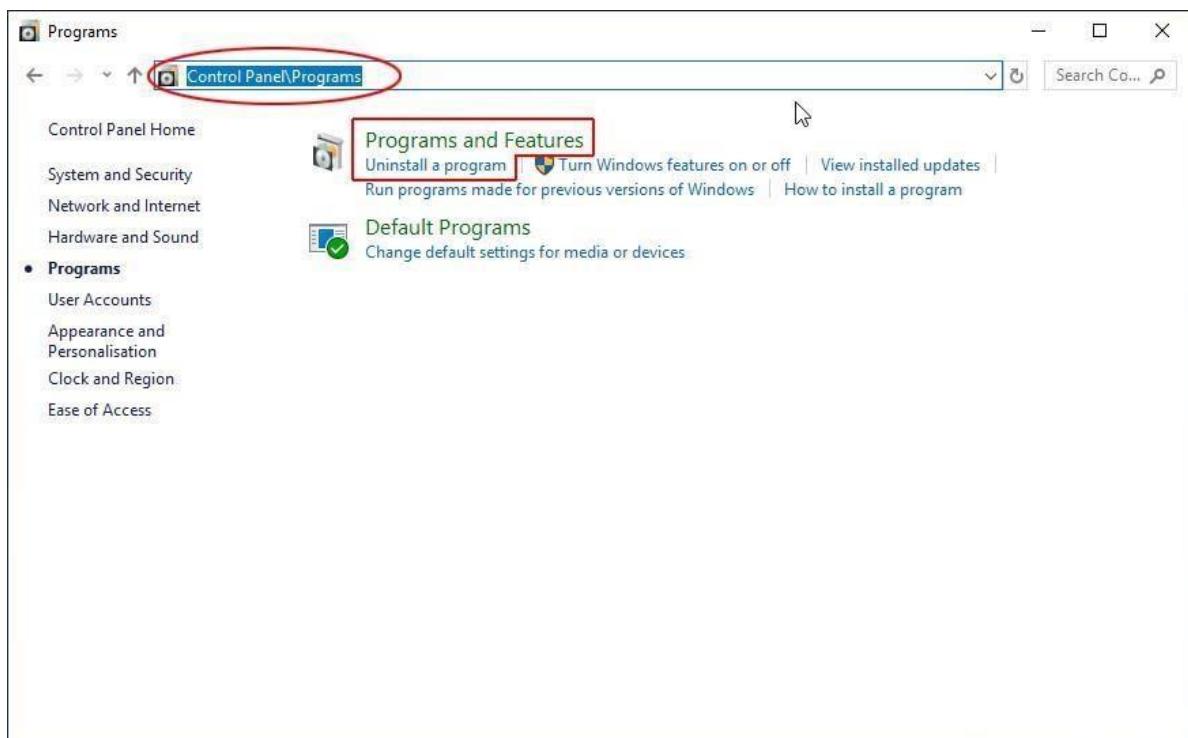 Programs
Control Panel\Programs
Search Co...
Control Panel Home
System and Security
Network and Internet
Hardware and Sound
Programs
User Accounts
Appearance and
Personalisation
Clock and Region
Ease of Access
Programs and Features
Uninstall a program Turn Windows features on or off View installed updates
Run programs made for previous versions of Windows How to install a program
Default Programs
Change default settings for media or devices